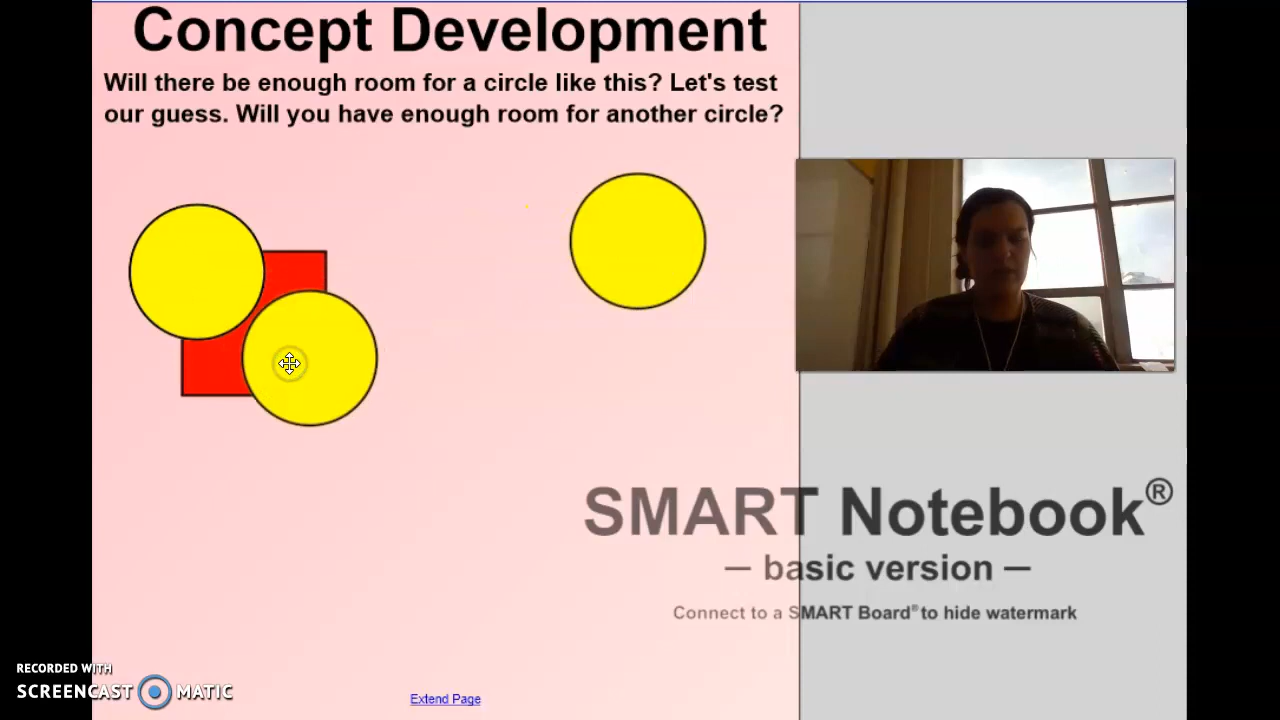 Concept Development
Will there be enough room for a circle like this? Let's test
our guess. Will you have enough room for another circle?
SMART Notebook®
— basic version —
Connect to a SMART Board® to hide watermark
RECORDED WITH
SCREENCAST MATIC
Extend Page